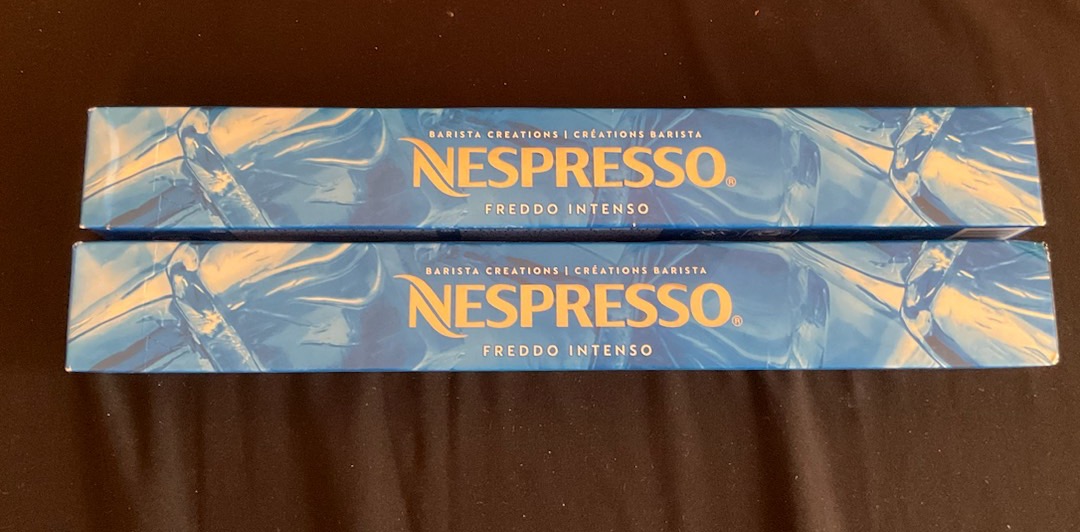 BARISTA CREATIONS | CRÉATIONS BARISTA
NESPRESSO®
FREDDO INTENSO
BARISTA CREATIONS | CRÉATIONS BARISTA
NESPRESSO®
FREDDO INTENSO